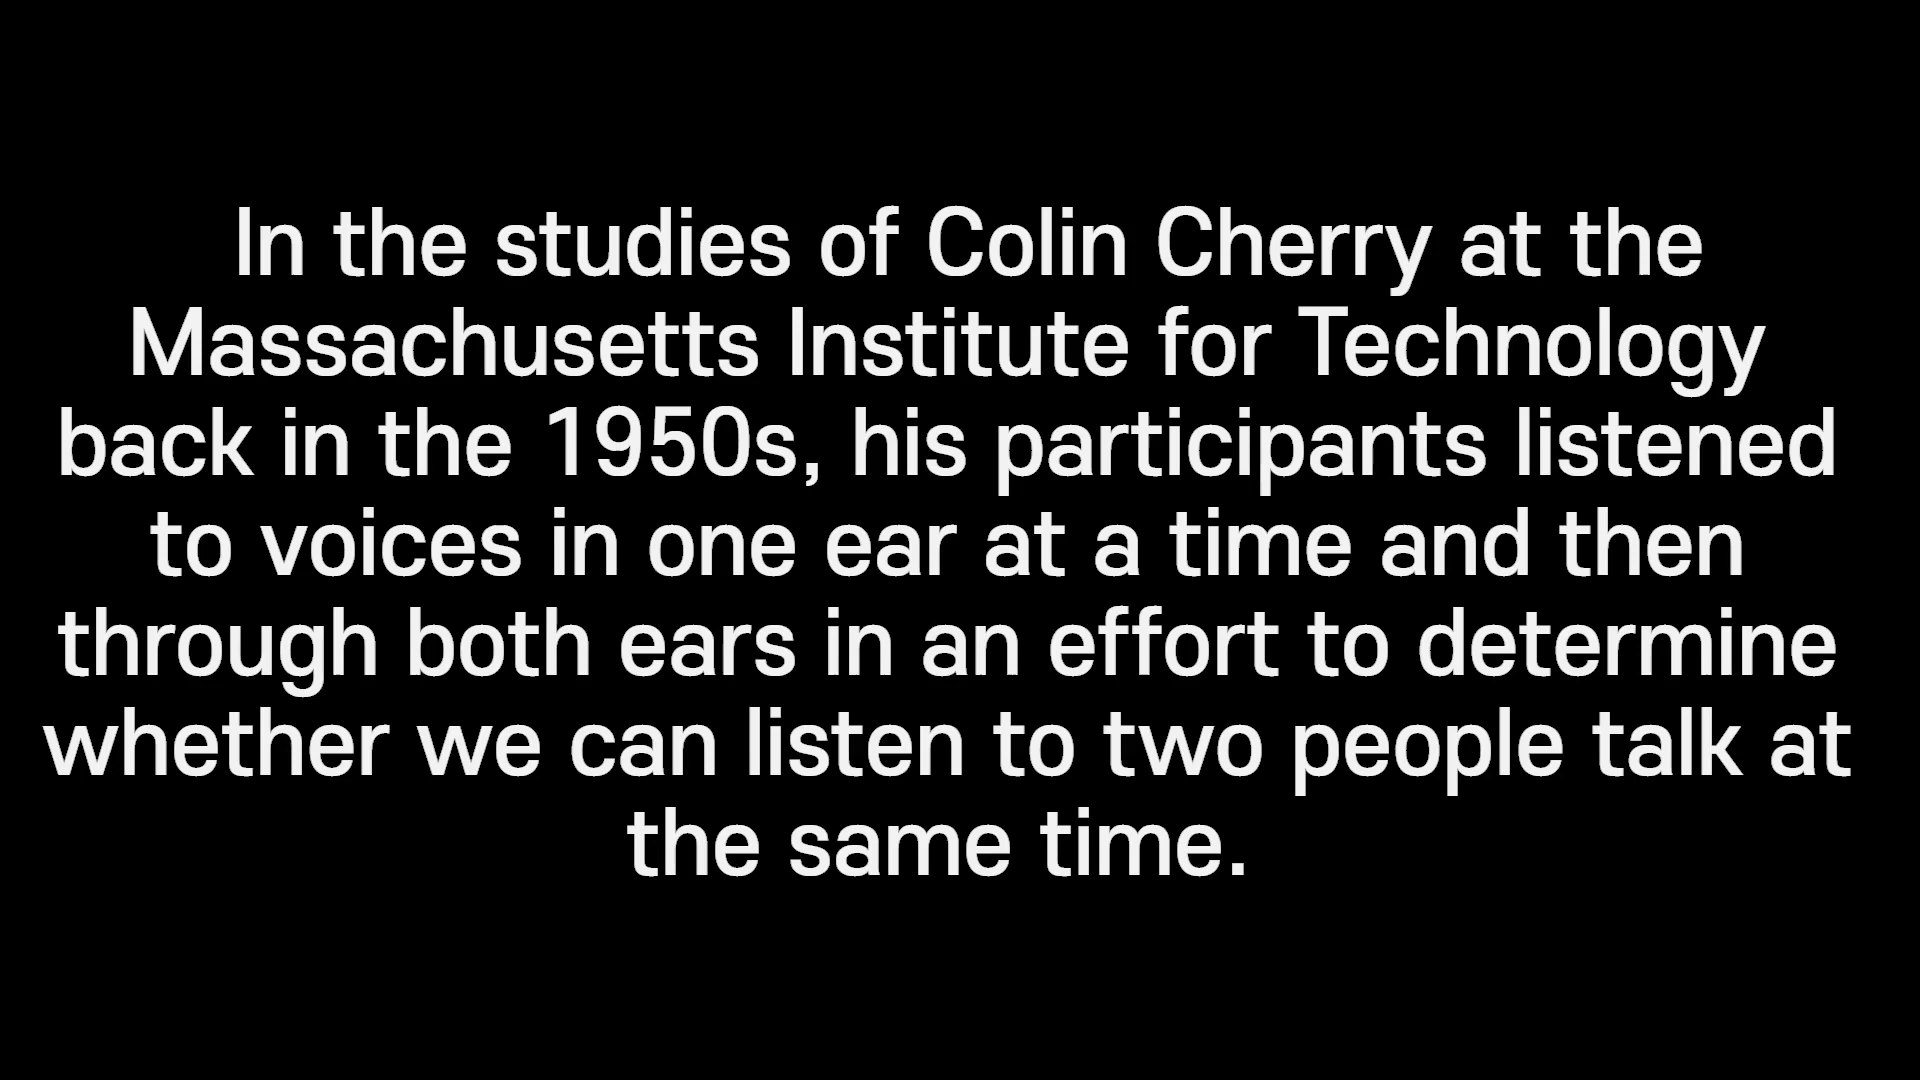 In the studies of Colin Cherry at the
Massachusetts Institute for Technology
back in the 1950s, his participants listened
to voices in one ear at a time and then
through both ears in an effort to determine
whether we can listen to two people talk at
the same time.